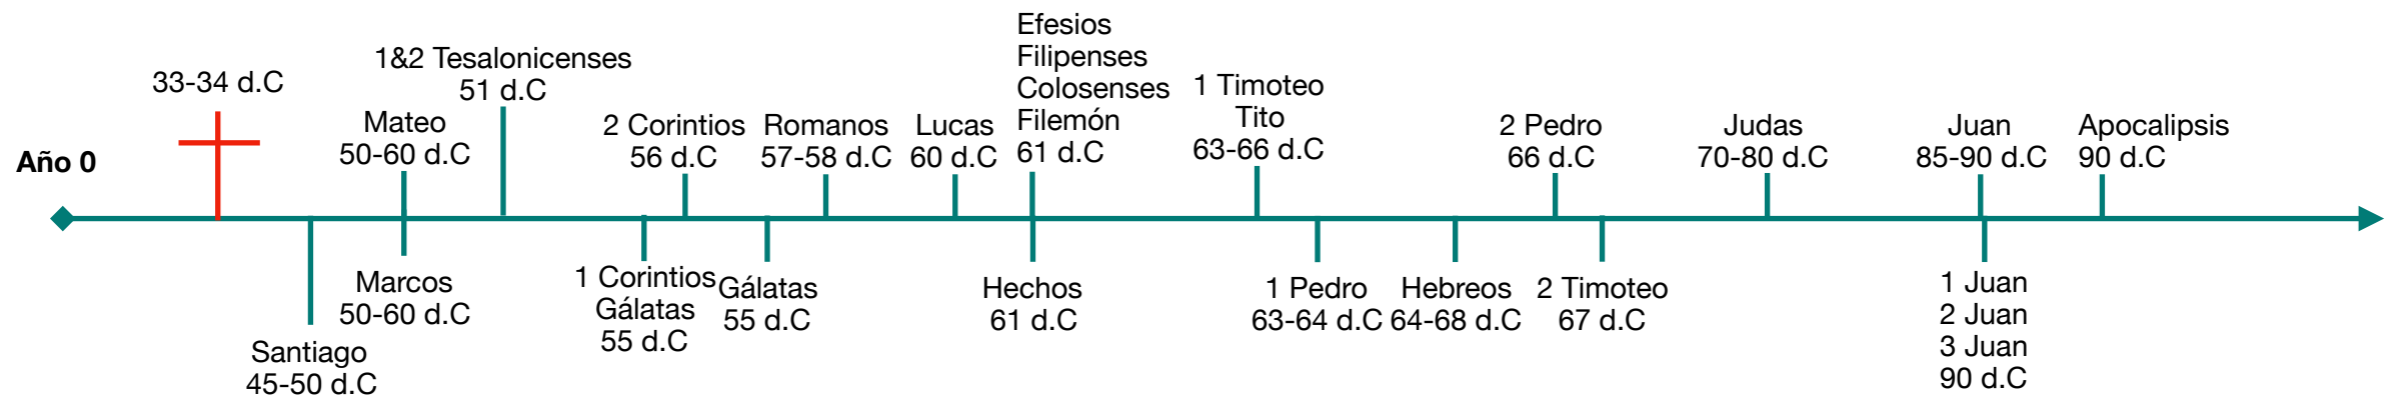 Año 0
33-34 d.C
Santiago
45-50 d.C
Mateo
50-60 d.C
Marcos
50-60 d.C
1&2 Tesalonicenses
51 d.C
1 Corintios
Gálatas
55 d.C
2 Corintios
56 d.C
Gálatas
55 d.C
Romanos
57-58 d.C
Lucas
60 d.C
Efesios
Filipenses
Colosenses
Filemón
61 d.C
Hechos
61 d.C
1 Timoteo
Tito
63-66 d.C
1 Pedro
63-64 d.C
Hebreos
64-68 d.C
2 Pedro
66 d.C
2 Timoteo
67 d.C
Judas
70-80 d.C
Juan
85-90 d.C
1 Juan
2 Juan
3 Juan
90 d.C
Apocalipsis
90 d.C